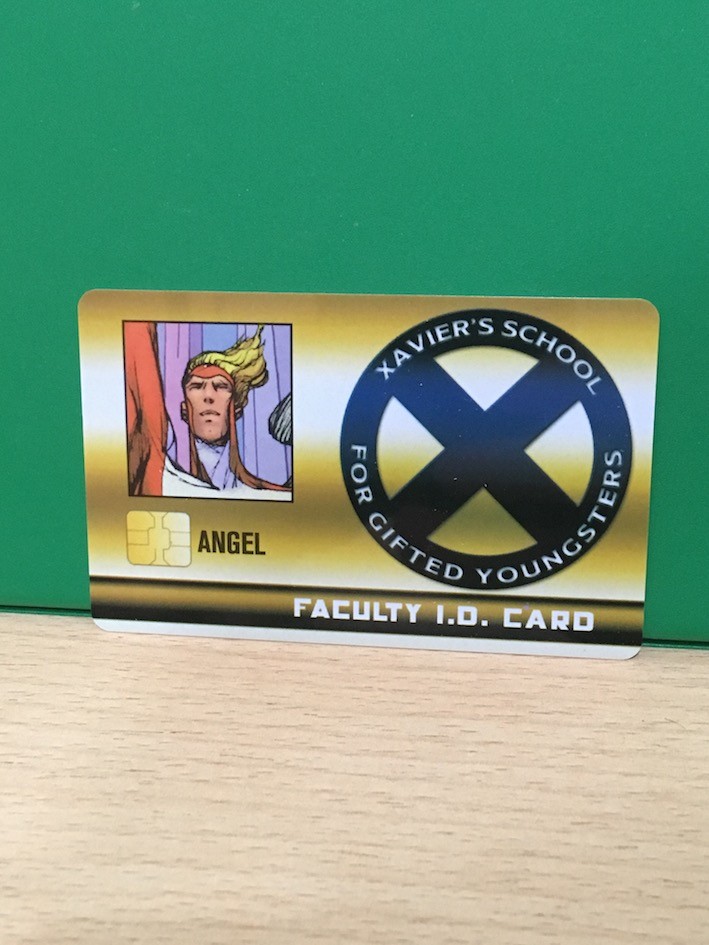 XAVIER'S SCHOOL
FOR GIFTED YOUNGSTERS
ANGEL
FACULTY I.D. CARD